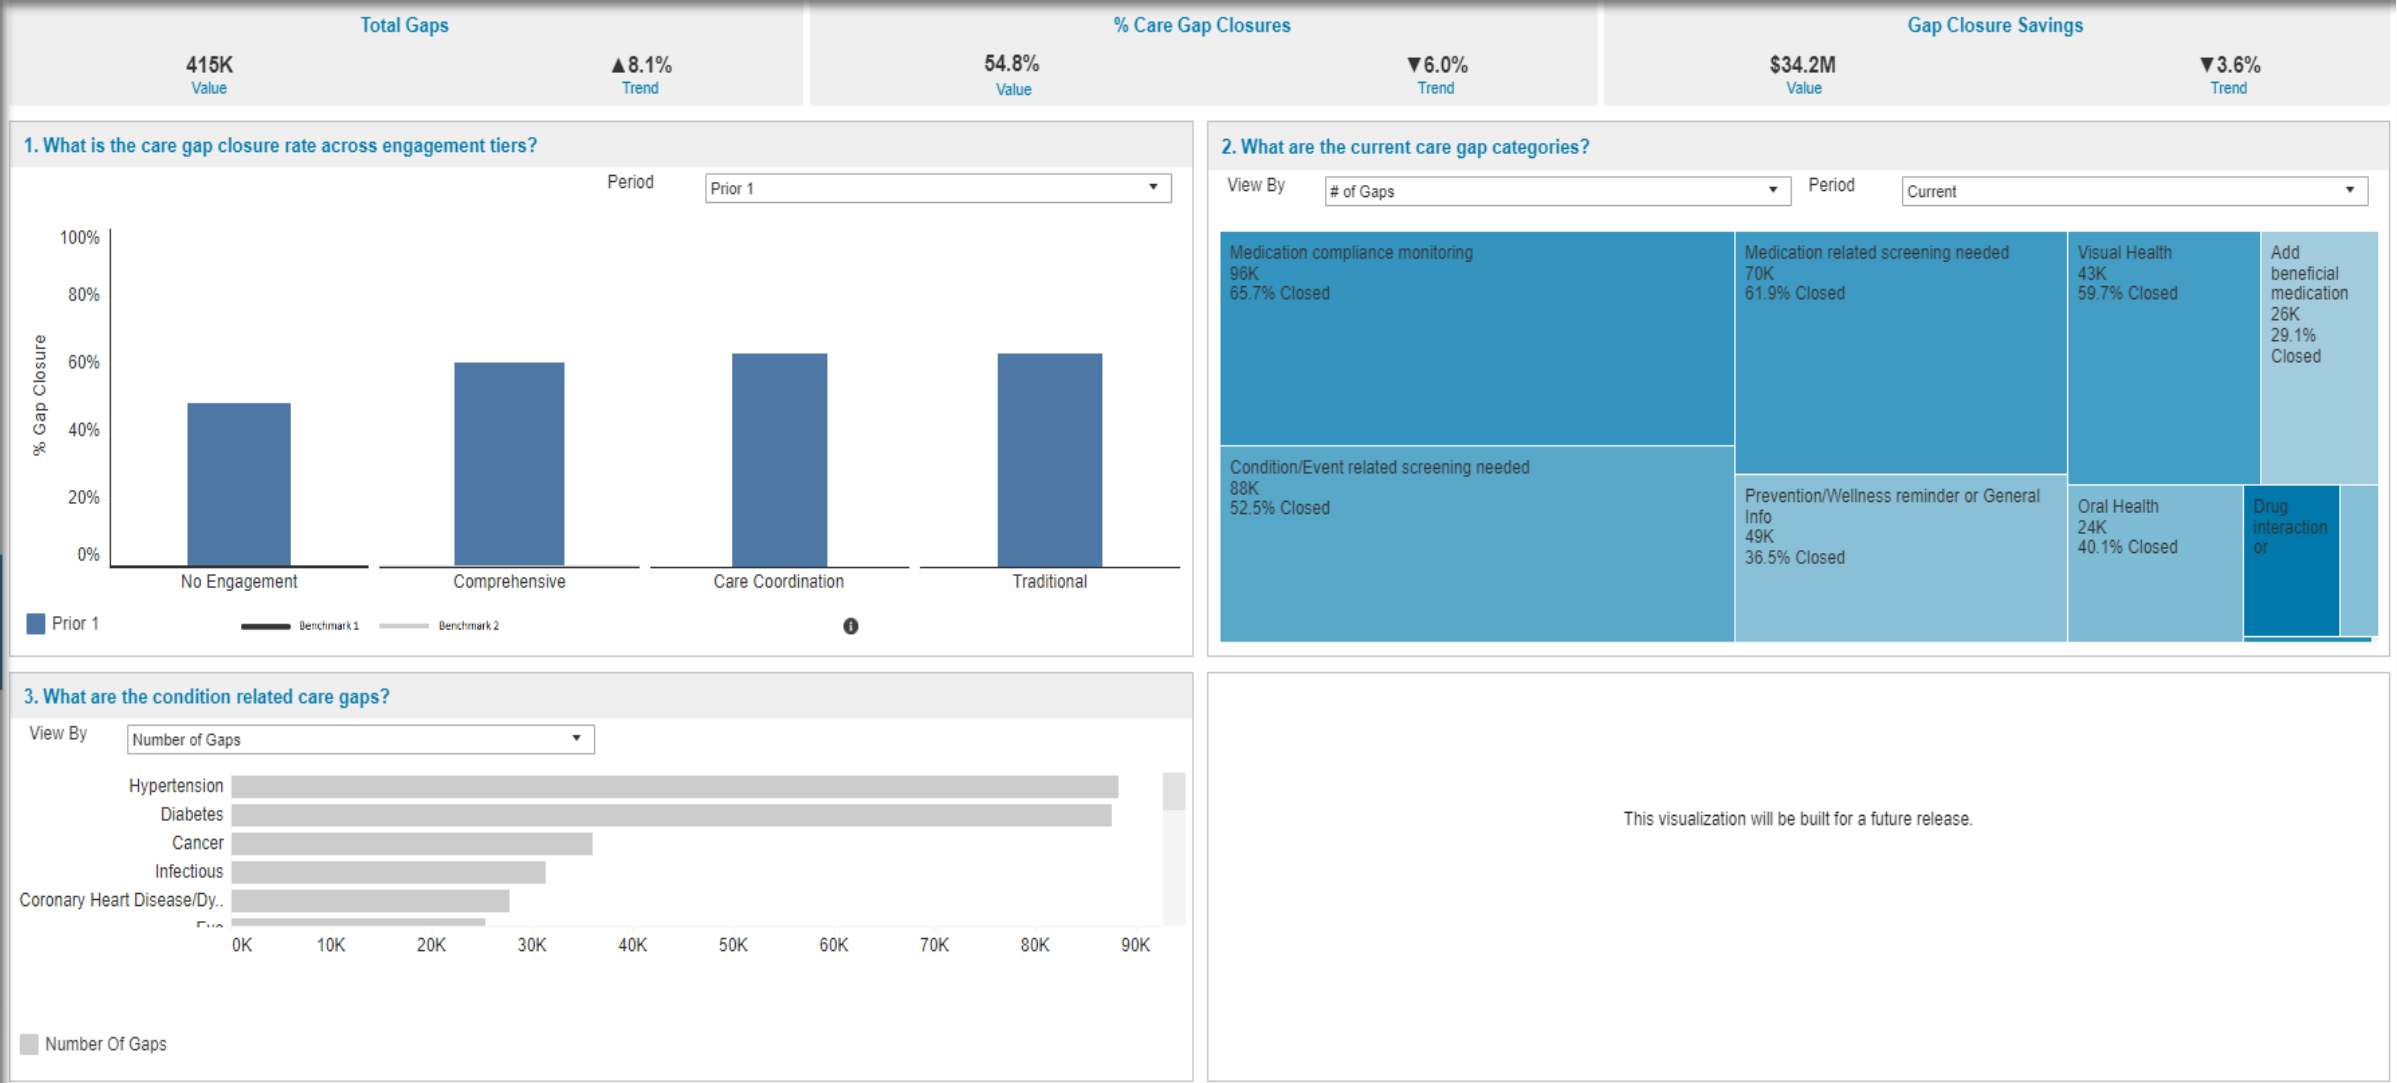 Total Gaps
415K
Value
▲8.1%
Trend
% Care Gap Closures
54.8%
Value
▼6.0%
Trend
Gap Closure Savings
$34.2M
Value
▼3.6%
Trend
1. What is the care gap closure rate across engagement tiers?
Period
Prior 1
% Gap Closure
100%
80%
60%
40%
20%
0%
No Engagement
Comprehensive
Care Coordination
Traditional
Prior 1
Benchmark 1
Benchmark 2
2. What are the current care gap categories?
View By
# of Gaps
Period
Current
Medication compliance monitoring
96K
65.7% Closed
Medication related screening needed
70K
61.9% Closed
Visual Health
43K
59.7% Closed
Add
beneficial
medication
26K
29.1%
Closed
Condition/Event related screening needed
88K
52.5% Closed
Prevention/Wellness reminder or General
Info
49K
36.5% Closed
Oral Health
24K
40.1% Closed
Drug
interaction
or
3. What are the condition related care gaps?
View By
Number of Gaps
Hypertension
Diabetes
Cancer
Infectious
Coronary Heart Disease/Dy..
0K
10K
20K
30K
40K
50K
60K
70K
80K
90K
Number Of Gaps
This visualization will be built for a future release.